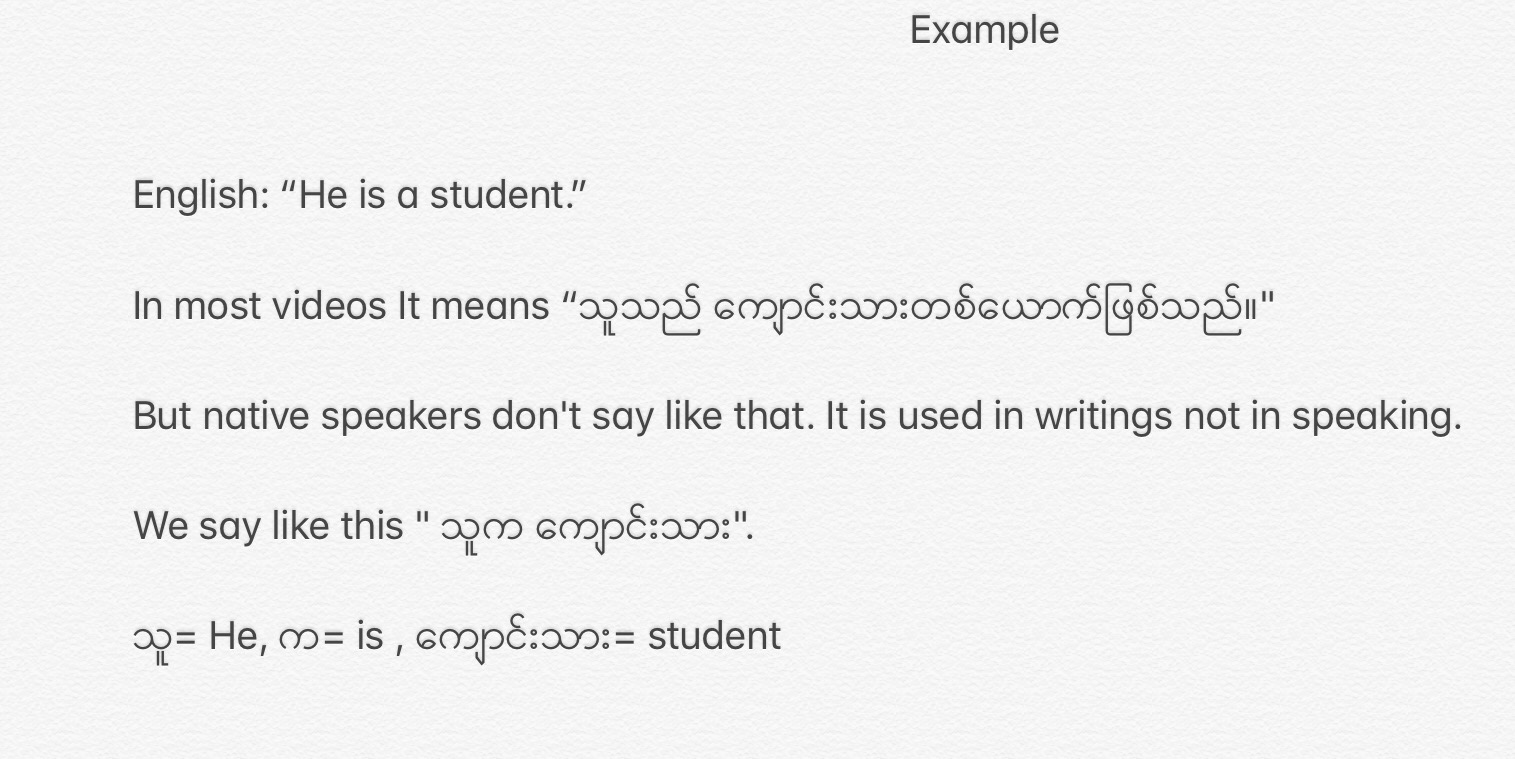 Example
English: “He is a student.”
In most videos It means “သူသည် ကျောင်းသားတစ်ယောက်ဖြစ်သည်။"
But native speakers don't say like that. It is used in writings not in speaking.
We say like this " သူက ကျောင်းသား".
သူ= He, က= is , ကျောင်းသား= student